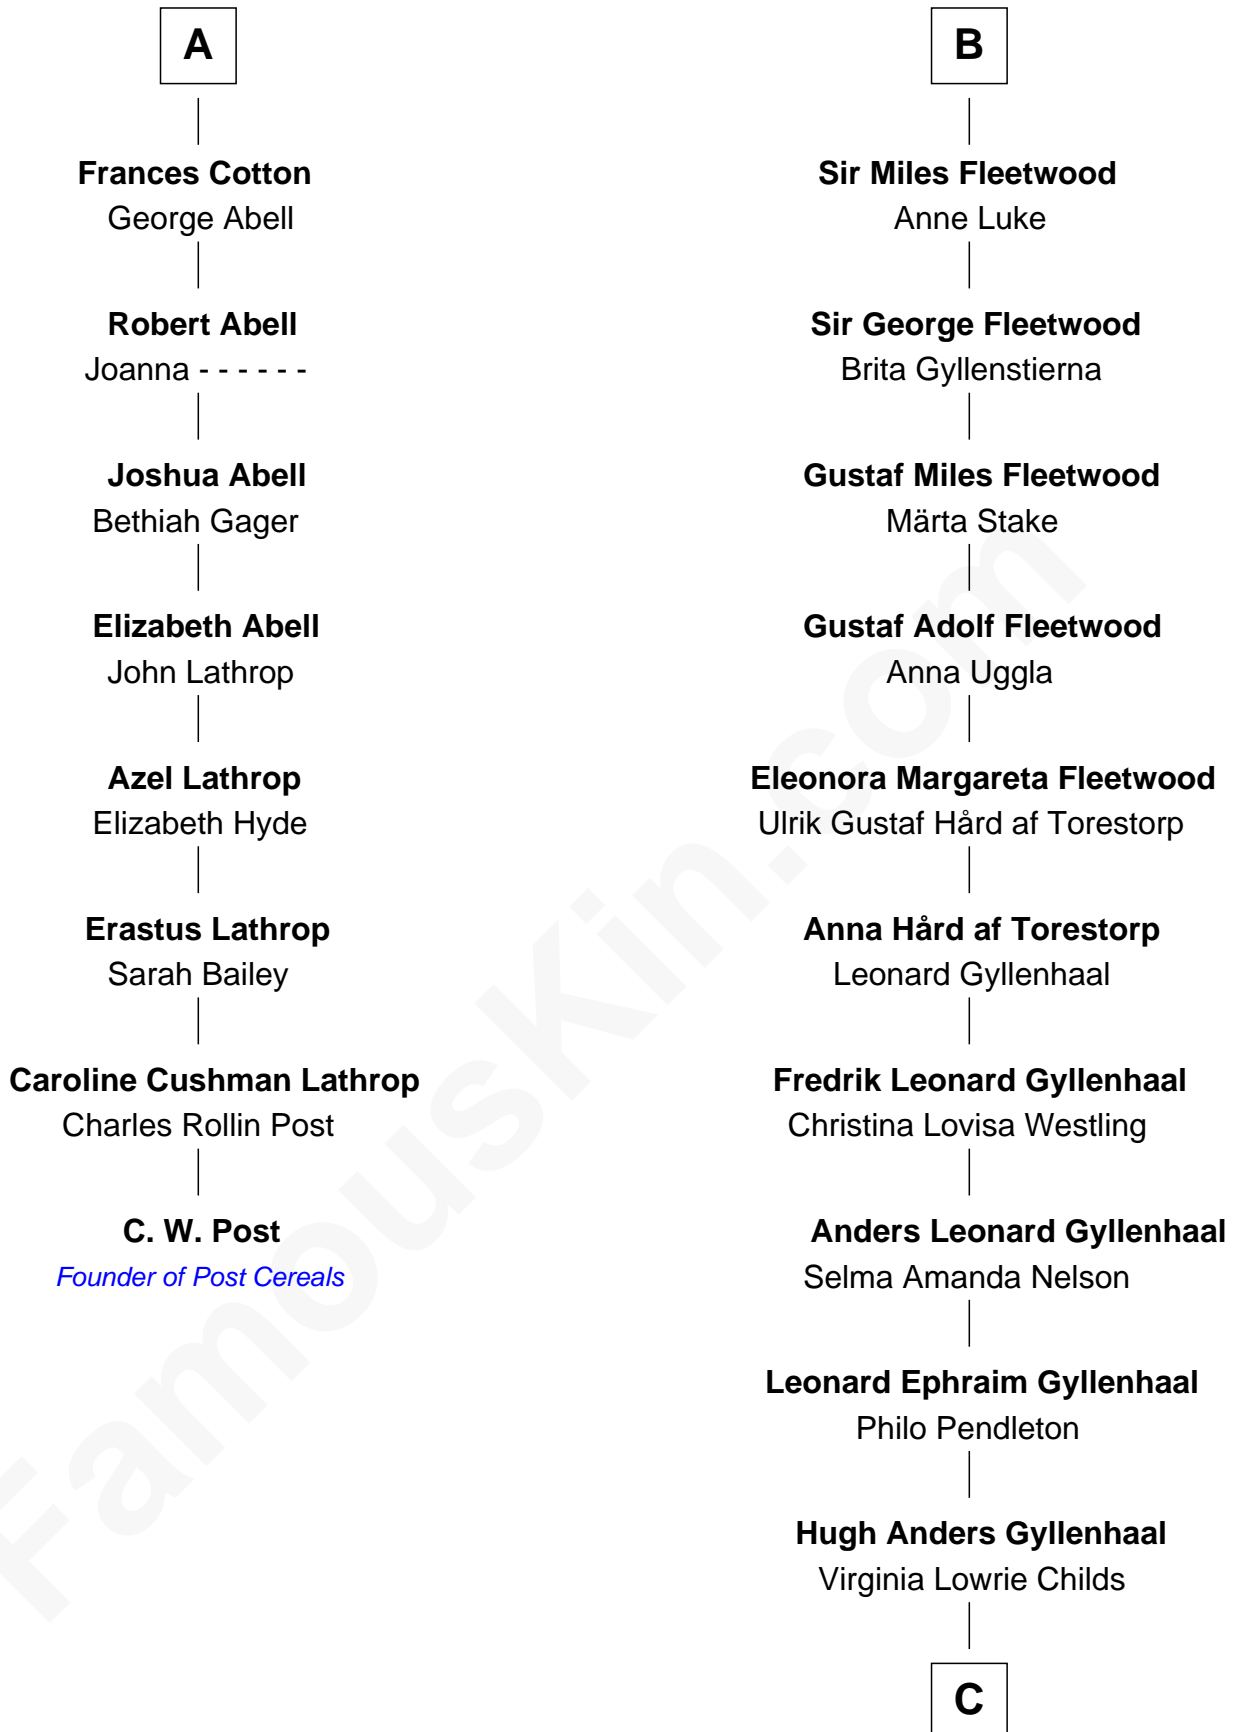 A
Frances Cotton
George Abell
Robert Abell
Joanna - - - - - -
Joshua Abell
Bethiah Gager
Elizabeth Abell
John Lathrop
Azel Lathrop
Elizabeth Hyde
Erastus Lathrop
Sarah Bailey
Caroline Cushman Lathrop
Charles Rollin Post
C. W. Post
Founder of Post Cereals
B
Sir Miles Fleetwood
Anne Luke
Sir George Fleetwood
Brita Gyllenstierna
Gustaf Miles Fleetwood
Märta Stake
Gustaf Adolf Fleetwood
Anna Uggla
Eleonora Margareta Fleetwood
Ulrik Gustaf Hård af Torestorp
Anna Hård af Torestorp
Leonard Gyllenhaal
Fredrik Leonard Gyllenhaal
Christina Lovisa Westling
Anders Leonard Gyllenhaal
Selma Amanda Nelson
Leonard Ephraim Gyllenhaal
Philo Pendleton
Hugh Anders Gyllenhaal
Virginia Lowrie Childs
C
FamousKin.com